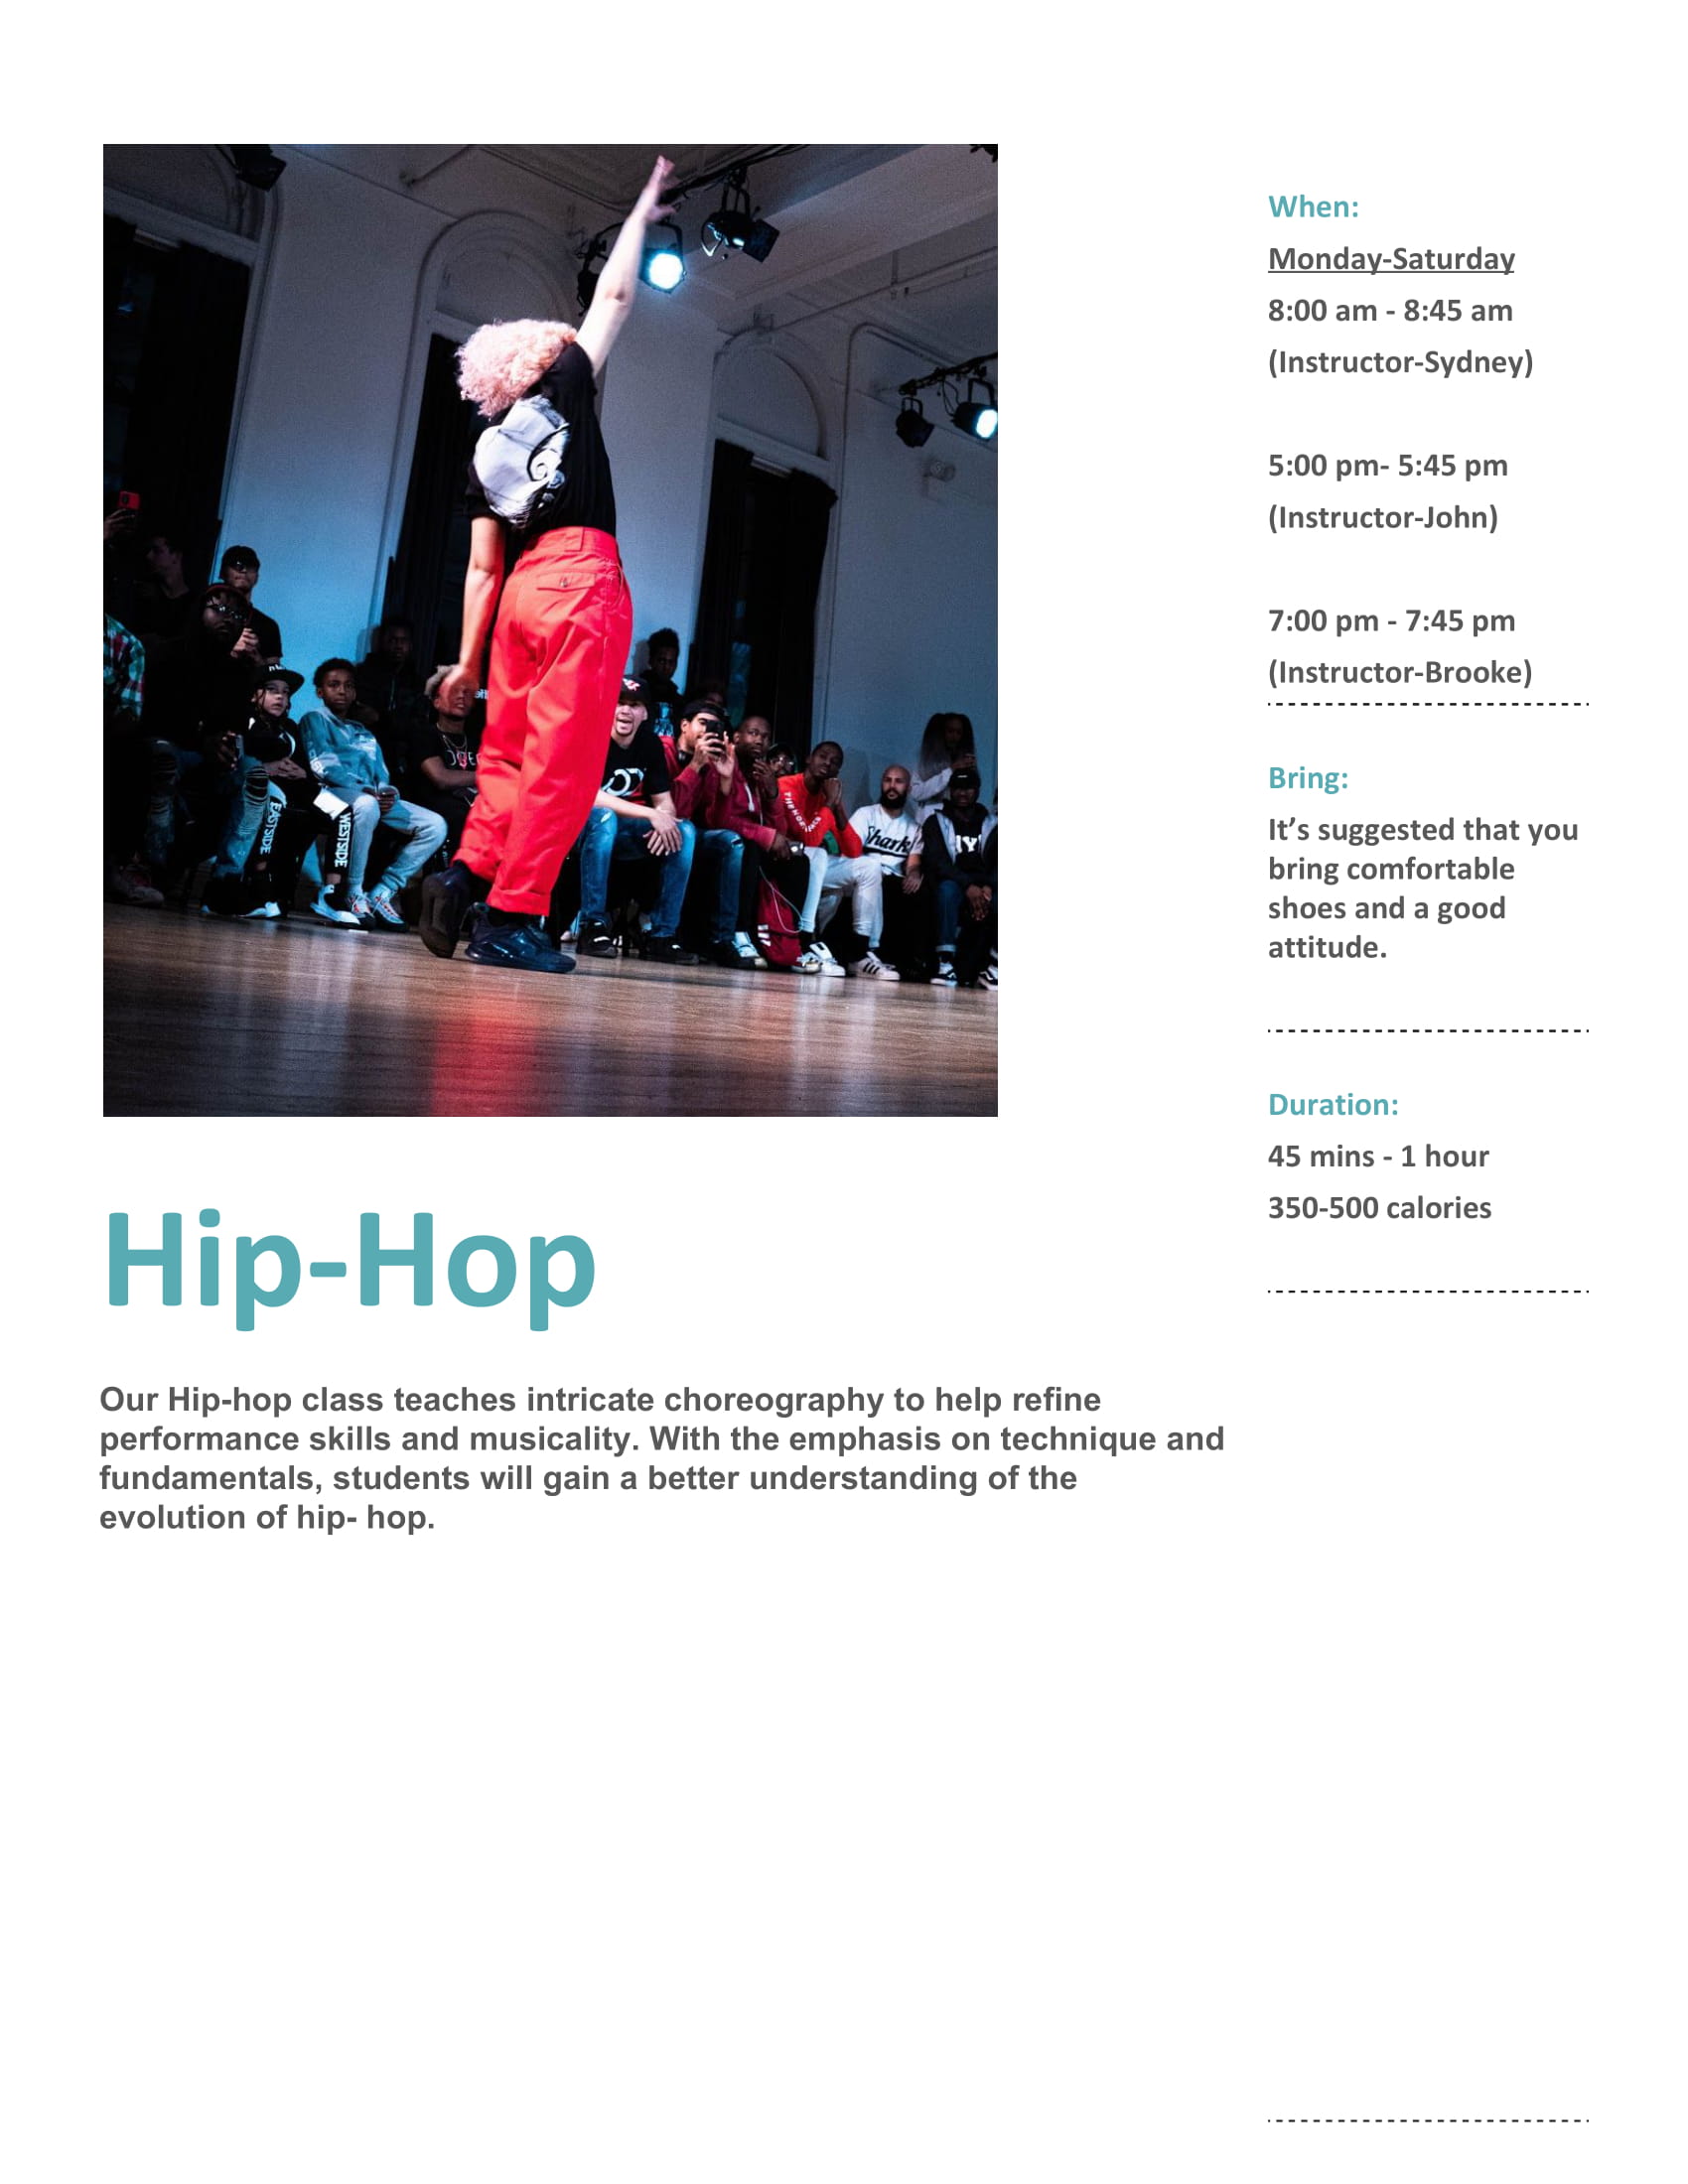 When:
Monday-Saturday
8:00 am - 8:45 am
(Instructor-Sydney)
5:00 pm- 5:45 pm
(Instructor-John)
7:00 pm - 7:45 pm
(Instructor-Brooke)
Bring:
It’s suggested that you
bring comfortable
shoes and a good
attitude.
Duration:
45 mins - 1 hour
350-500 calories
EASTSIDE
WESTSIDE
Hip-Hop
Our Hip-hop class teaches intricate choreography to help refine
performance skills and musicality. With the emphasis on technique and
fundamentals, students will gain a better understanding of the
evolution of hip- hop.